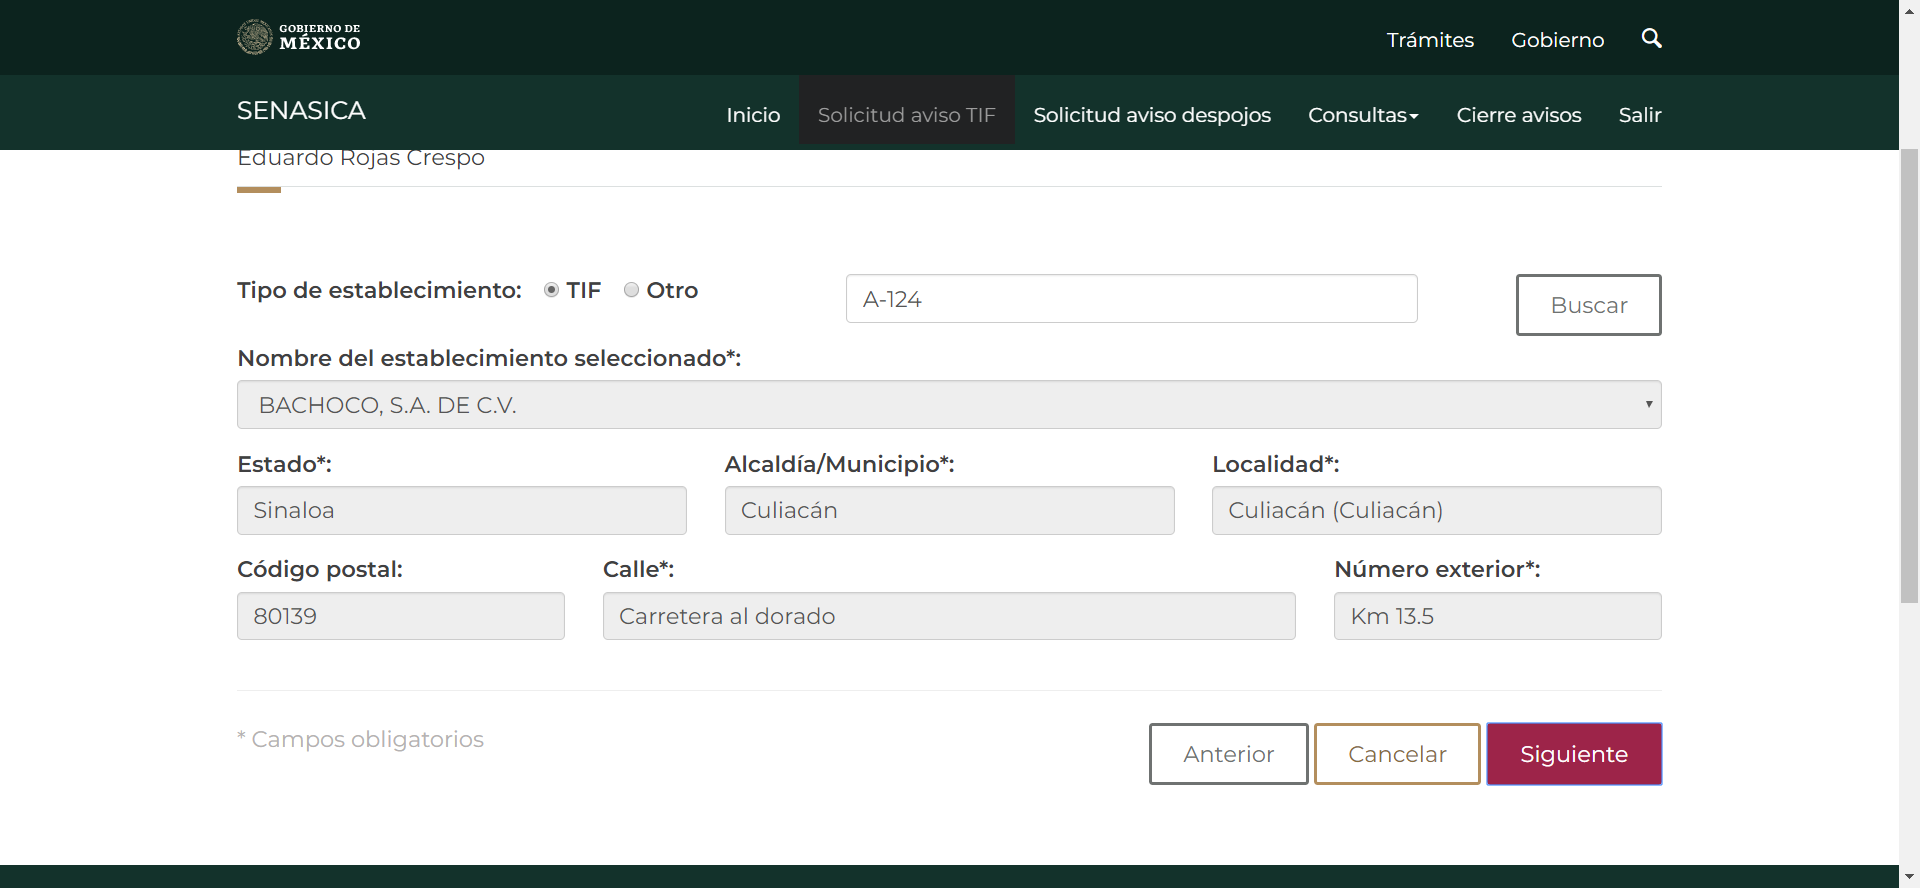 GOBIERNO DE
MÉXICO
Trámites Gobierno
SENASICA
Inicio Solicitud aviso TIF Solicitud aviso despojos Consultas Cierre avisos Salir
Eduardo Rojas Crespo
Tipo de establecimiento: TIF Otro A-124 Buscar
Nombre del establecimiento seleccionado*:
BACHOCO, S.A. DE C.V.
Estado*: Alcaldía/Municipio*: Localidad*:
Sinaloa Culiacán Culiacán (Culiacán)
Código postal: Calle*: Número exterior*:
80139 Carretera al dorado Km 13.5
* Campos obligatorios
Anterior Cancelar Siguiente